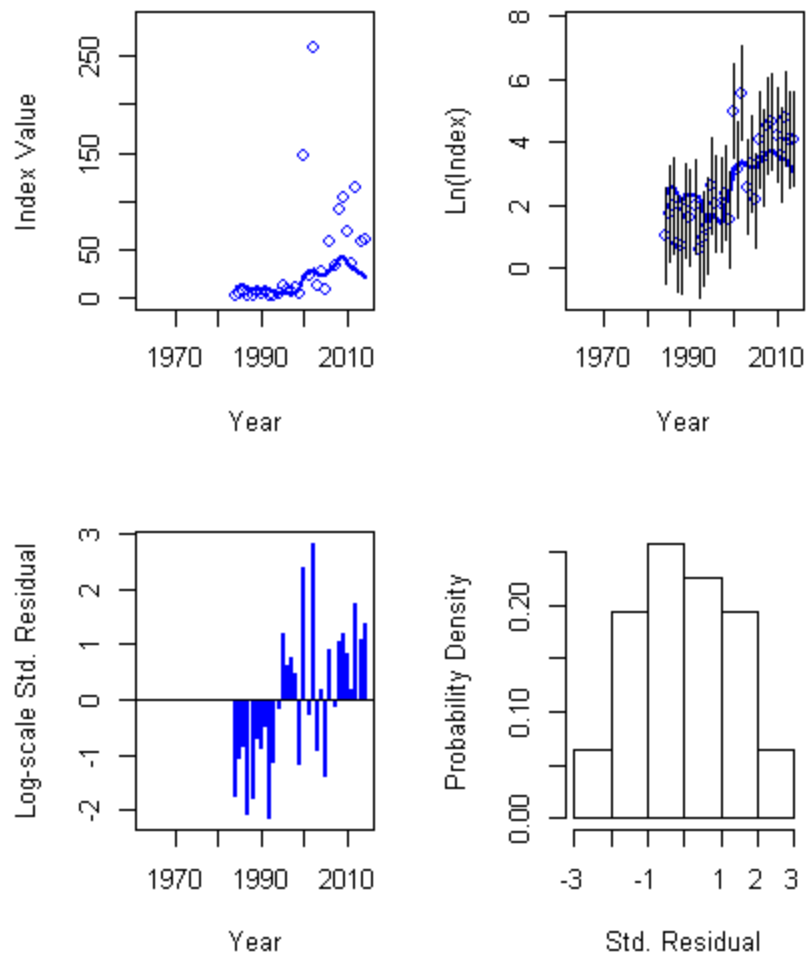 Index Value
0 50 150 250
1970 1990 2010
Year
Ln(Index)
0 2 4 6 8
1970 1990 2010
Year
Log-scale Std. Residual
-2 -1 0 1 2 3
1970 1990 2010
Year
Probability Density
0.00 0.10 0.20
-3 -1 1 2 3
Std. Residual